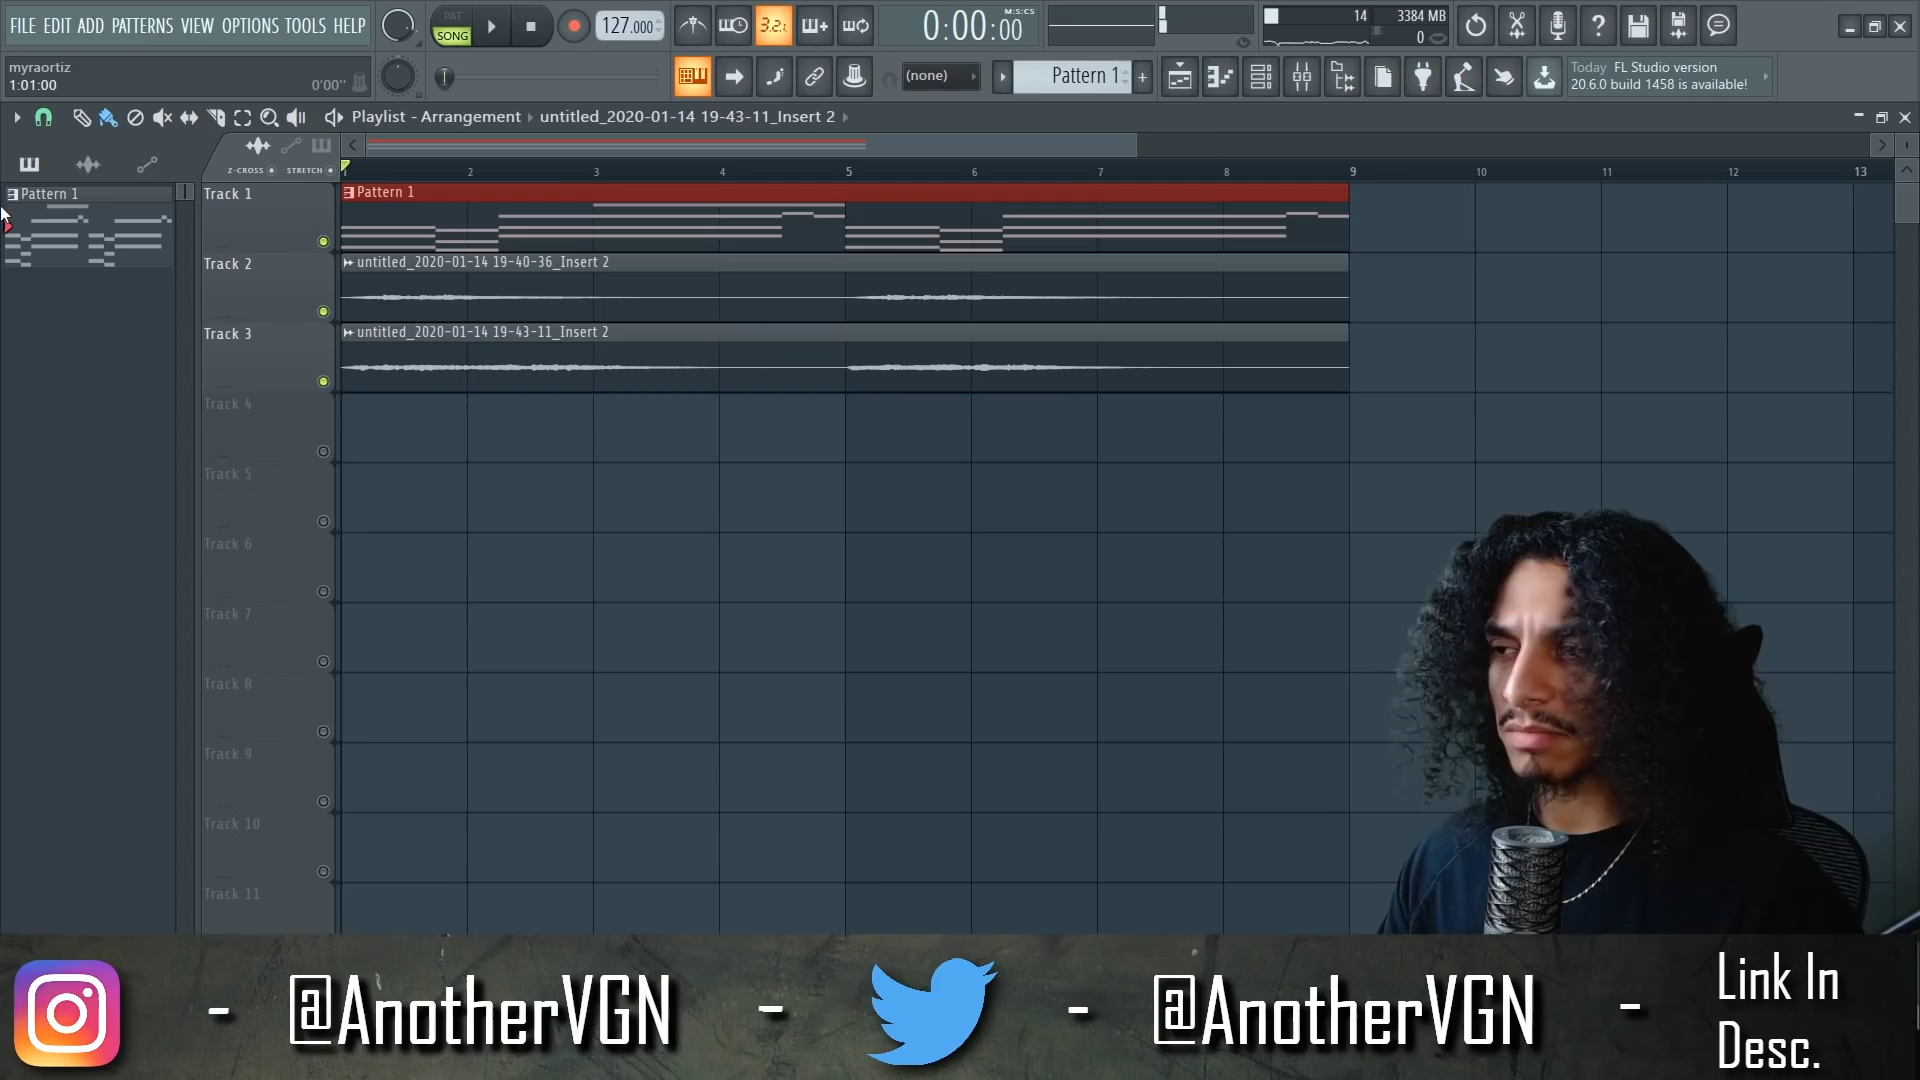 FILE EDIT ADD PATTERNS VIEW OPTIONS TOOLS HELP
PAT
SONG
127.000
3.2.
0:00:00
M:S:CS
14
3384 MB
0
myraortiz
1:01:00
0'00"
(none)
Pattern 1
+
Today FL Studio version
20.6.0 build 1458 is available!
Playlist - Arrangement
untitled_2020-01-14 19-43-11_Insert 2
Z-CROSS
STRETCH
2 3 4 5 6 7 8 9 10 11 12 13
Pattern 1
Track 1
Pattern 1
Track 2
untitled_2020-01-14 19-40-36_Insert 2
Track 3
untitled_2020-01-14 19-43-11_Insert 2
Track 4
Track 5
Track 6
Track 7
Track 8
Track 9
Track 10
Track 11
- @AnotherVGN - - @AnotherVGN -
Link In
Desc.